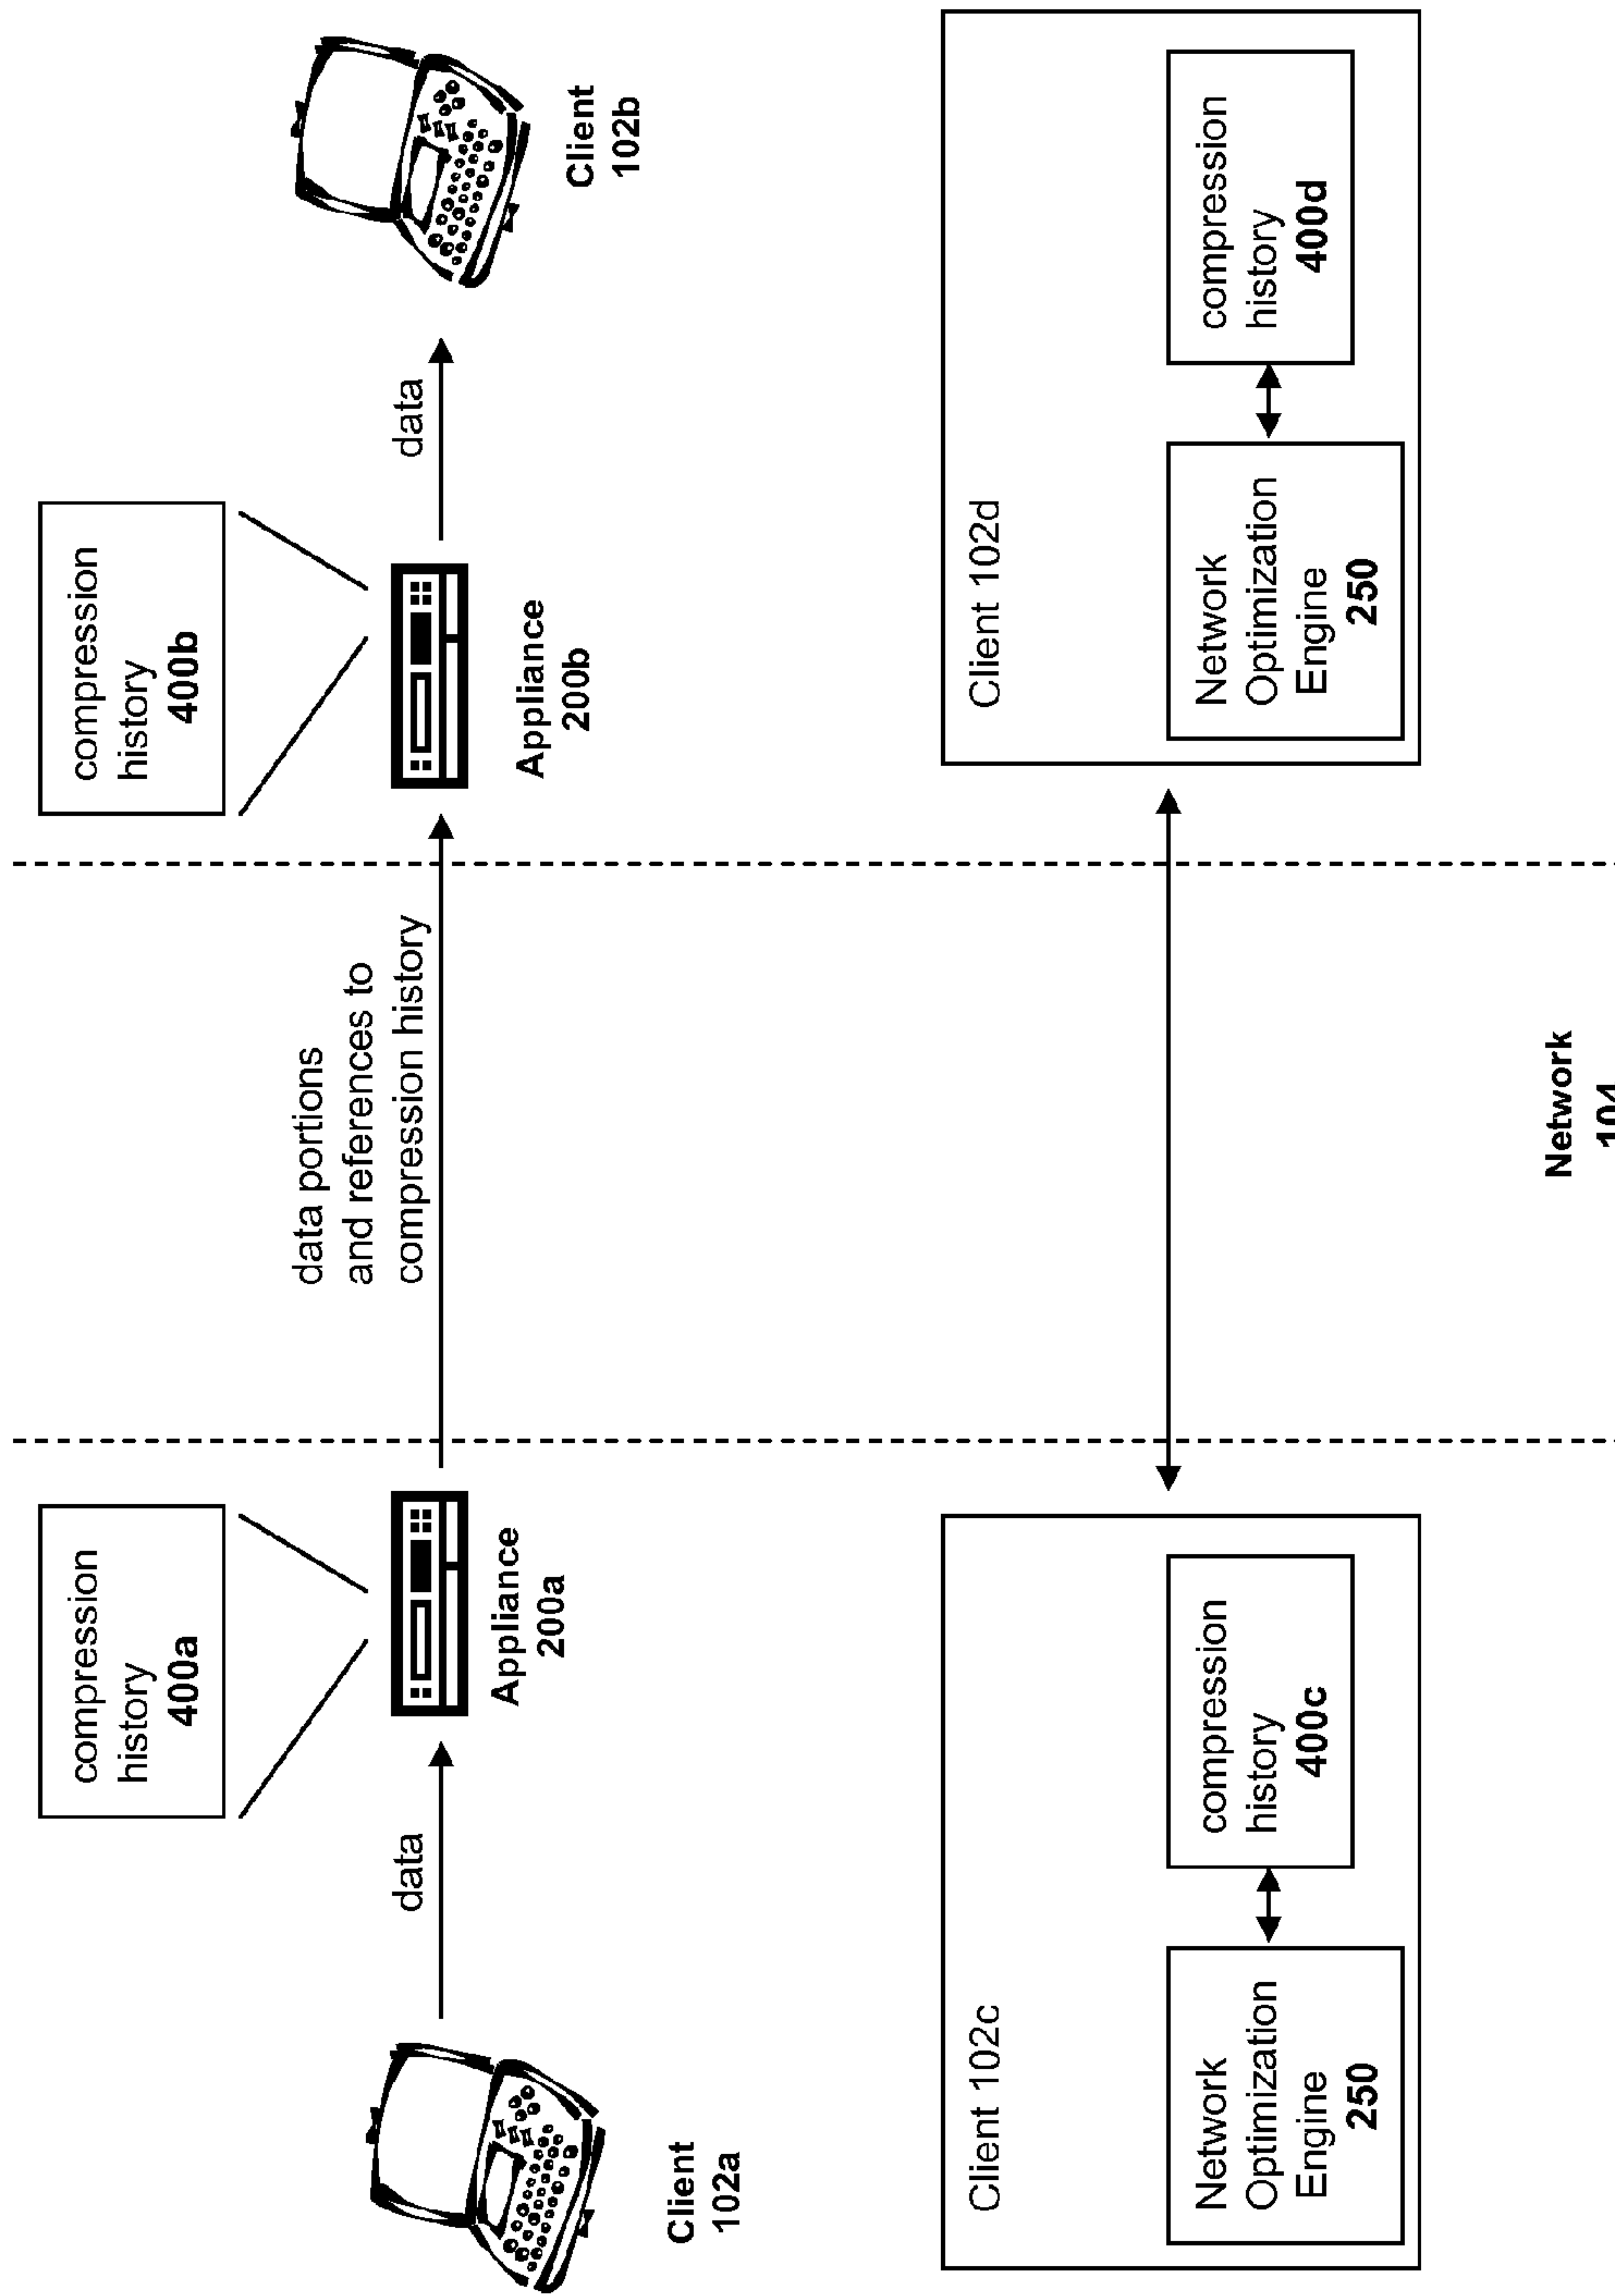 compression
history
400a
compression
history
400b
data portions
and references to
compression history
data
data
Appliance
200a
Appliance
200b
Client
102a
Client
102b
Client 102c
Network
Optimization
Engine
250
compression
history
400c
Client 102d
Network
Optimization
Engine
250
compression
history
400d
Network
104